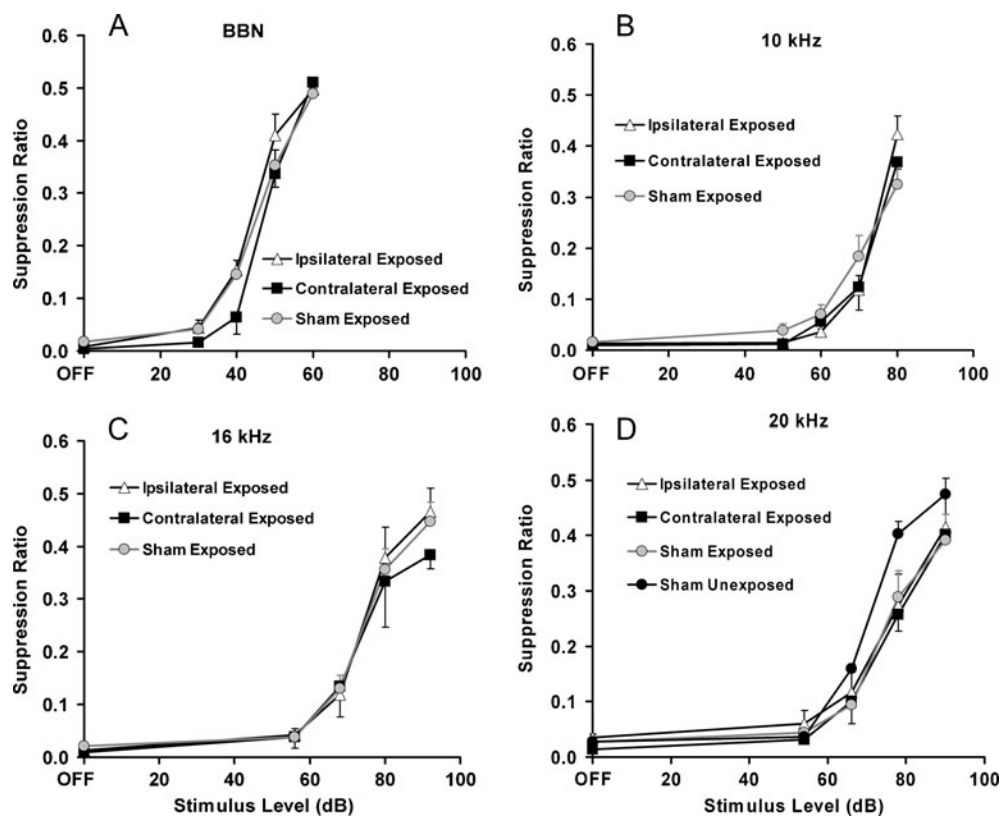 A
BBN
Suppression Ratio
0.6
0.5
0.4
0.3
0.2
0.1
0.0
Ipsilateral Exposed
Contralateral Exposed
Sham Exposed
OFF 20 40 60 80 100
B
10 kHz
Suppression Ratio
0.6
0.5
0.4
0.3
0.2
0.1
0.0
Ipsilateral Exposed
Contralateral Exposed
Sham Exposed
OFF 20 40 60 80 100
C
16 kHz
Suppression Ratio
0.6
0.5
0.4
0.3
0.2
0.1
0.0
Ipsilateral Exposed
Contralateral Exposed
Sham Exposed
OFF 20 40 60 80 100
Stimulus Level (dB)
D
20 kHz
Suppression Ratio
0.6
0.5
0.4
0.3
0.2
0.1
0.0
Ipsilateral Exposed
Contralateral Exposed
Sham Exposed
Sham Unexposed
OFF 20 40 60 80 100
Stimulus Level (dB)